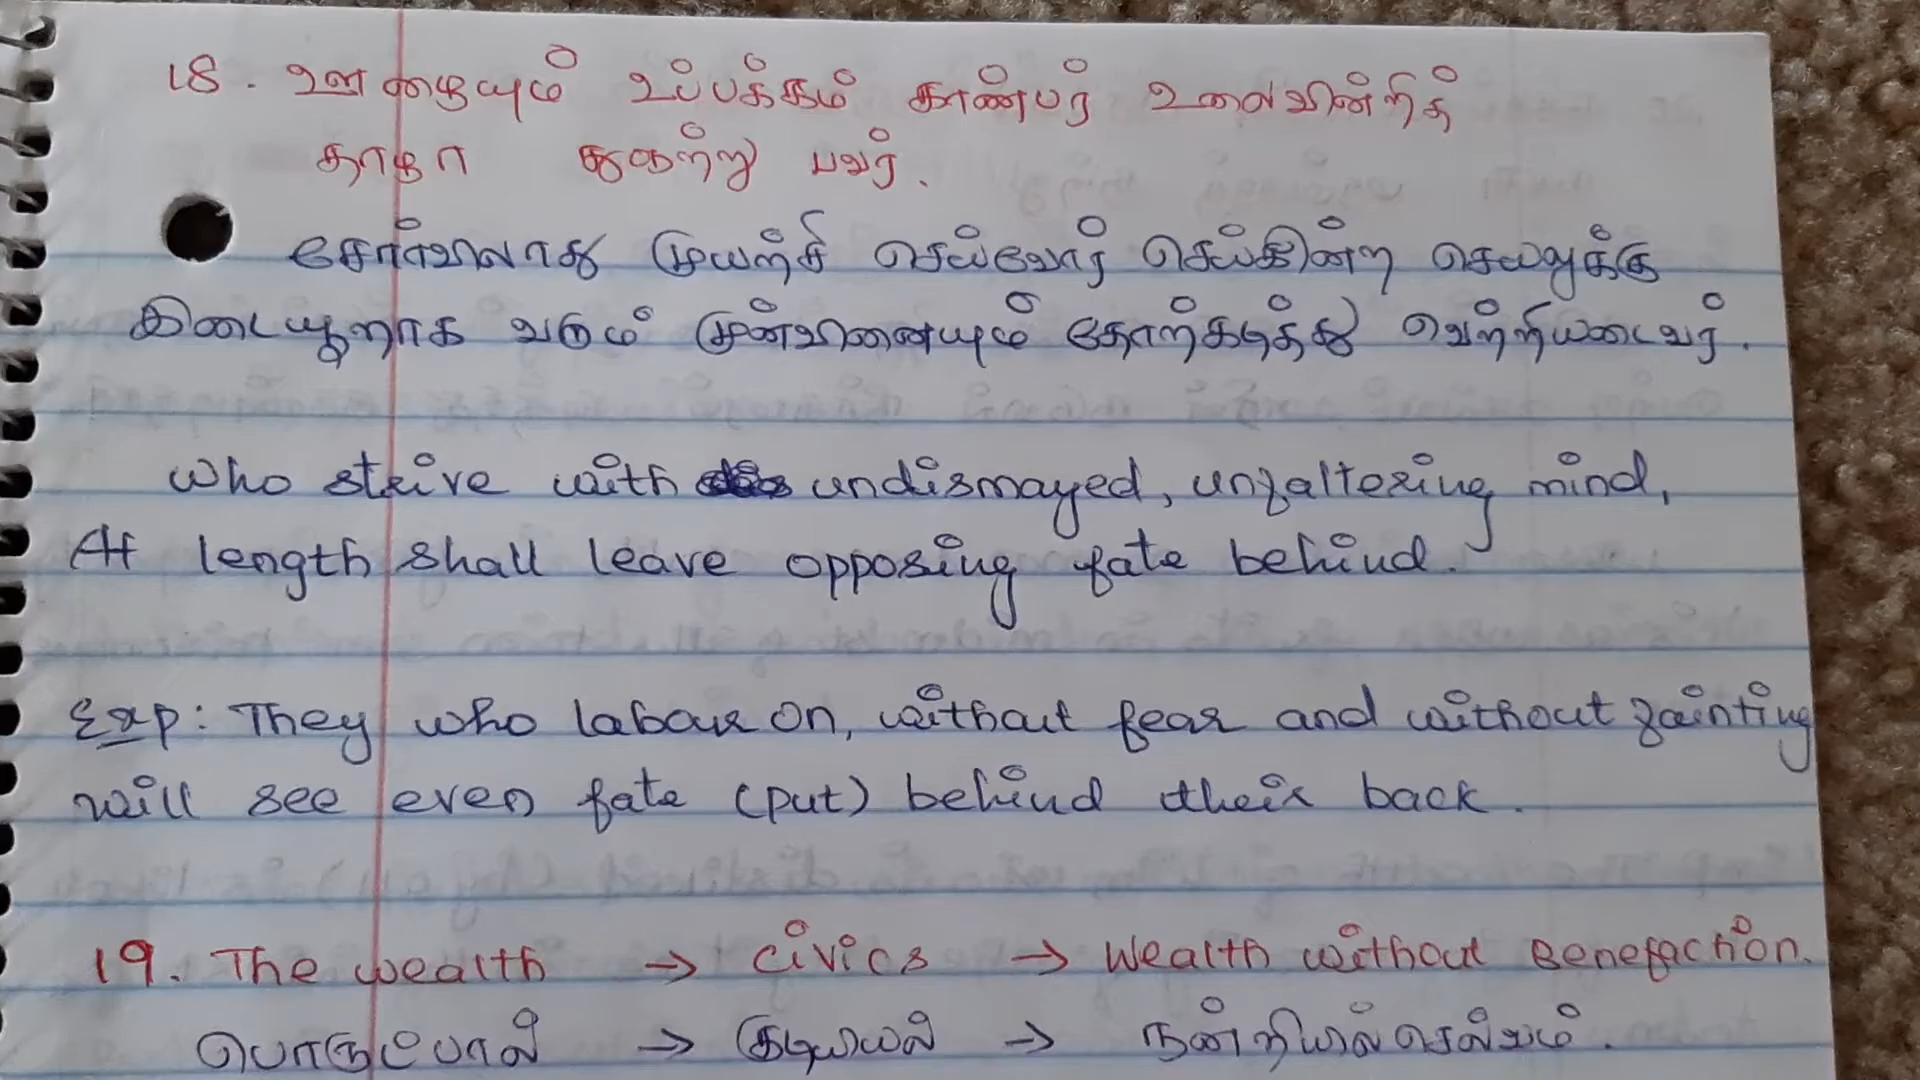 18. ஊழையும் உப்பக்கம் காண்பர் உலைவின்றித்
தாழா துஞற்று பவர்.
சோர்விலாது முயற்சி செய்வோர் செய்கின்ற செயலுக்கு
இடையூறாக வரும் முன்வினையும் தோற்கடித்து வெற்றியடைவர்.
Who strive with undismayed, unfaltering mind,
At length shall leave opposing fate behind.
Exp: They who labour on, without fear and without fainting
will see even fate (put) behind their back.
19. The wealth → civics → Wealth without Benefaction.
பொருட்பால் → குடியியல் → நன்றியில் செல்வம்.